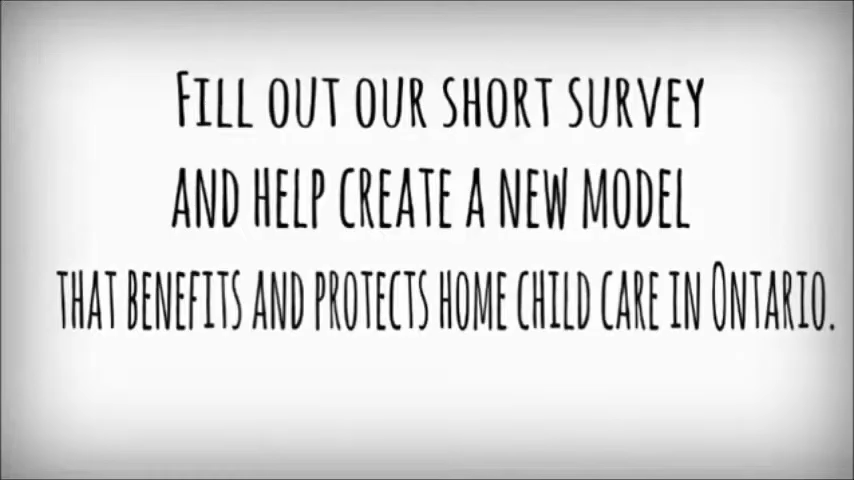 Fill out our short survey
and help create a new model
that benefits and protects home child care in Ontario.